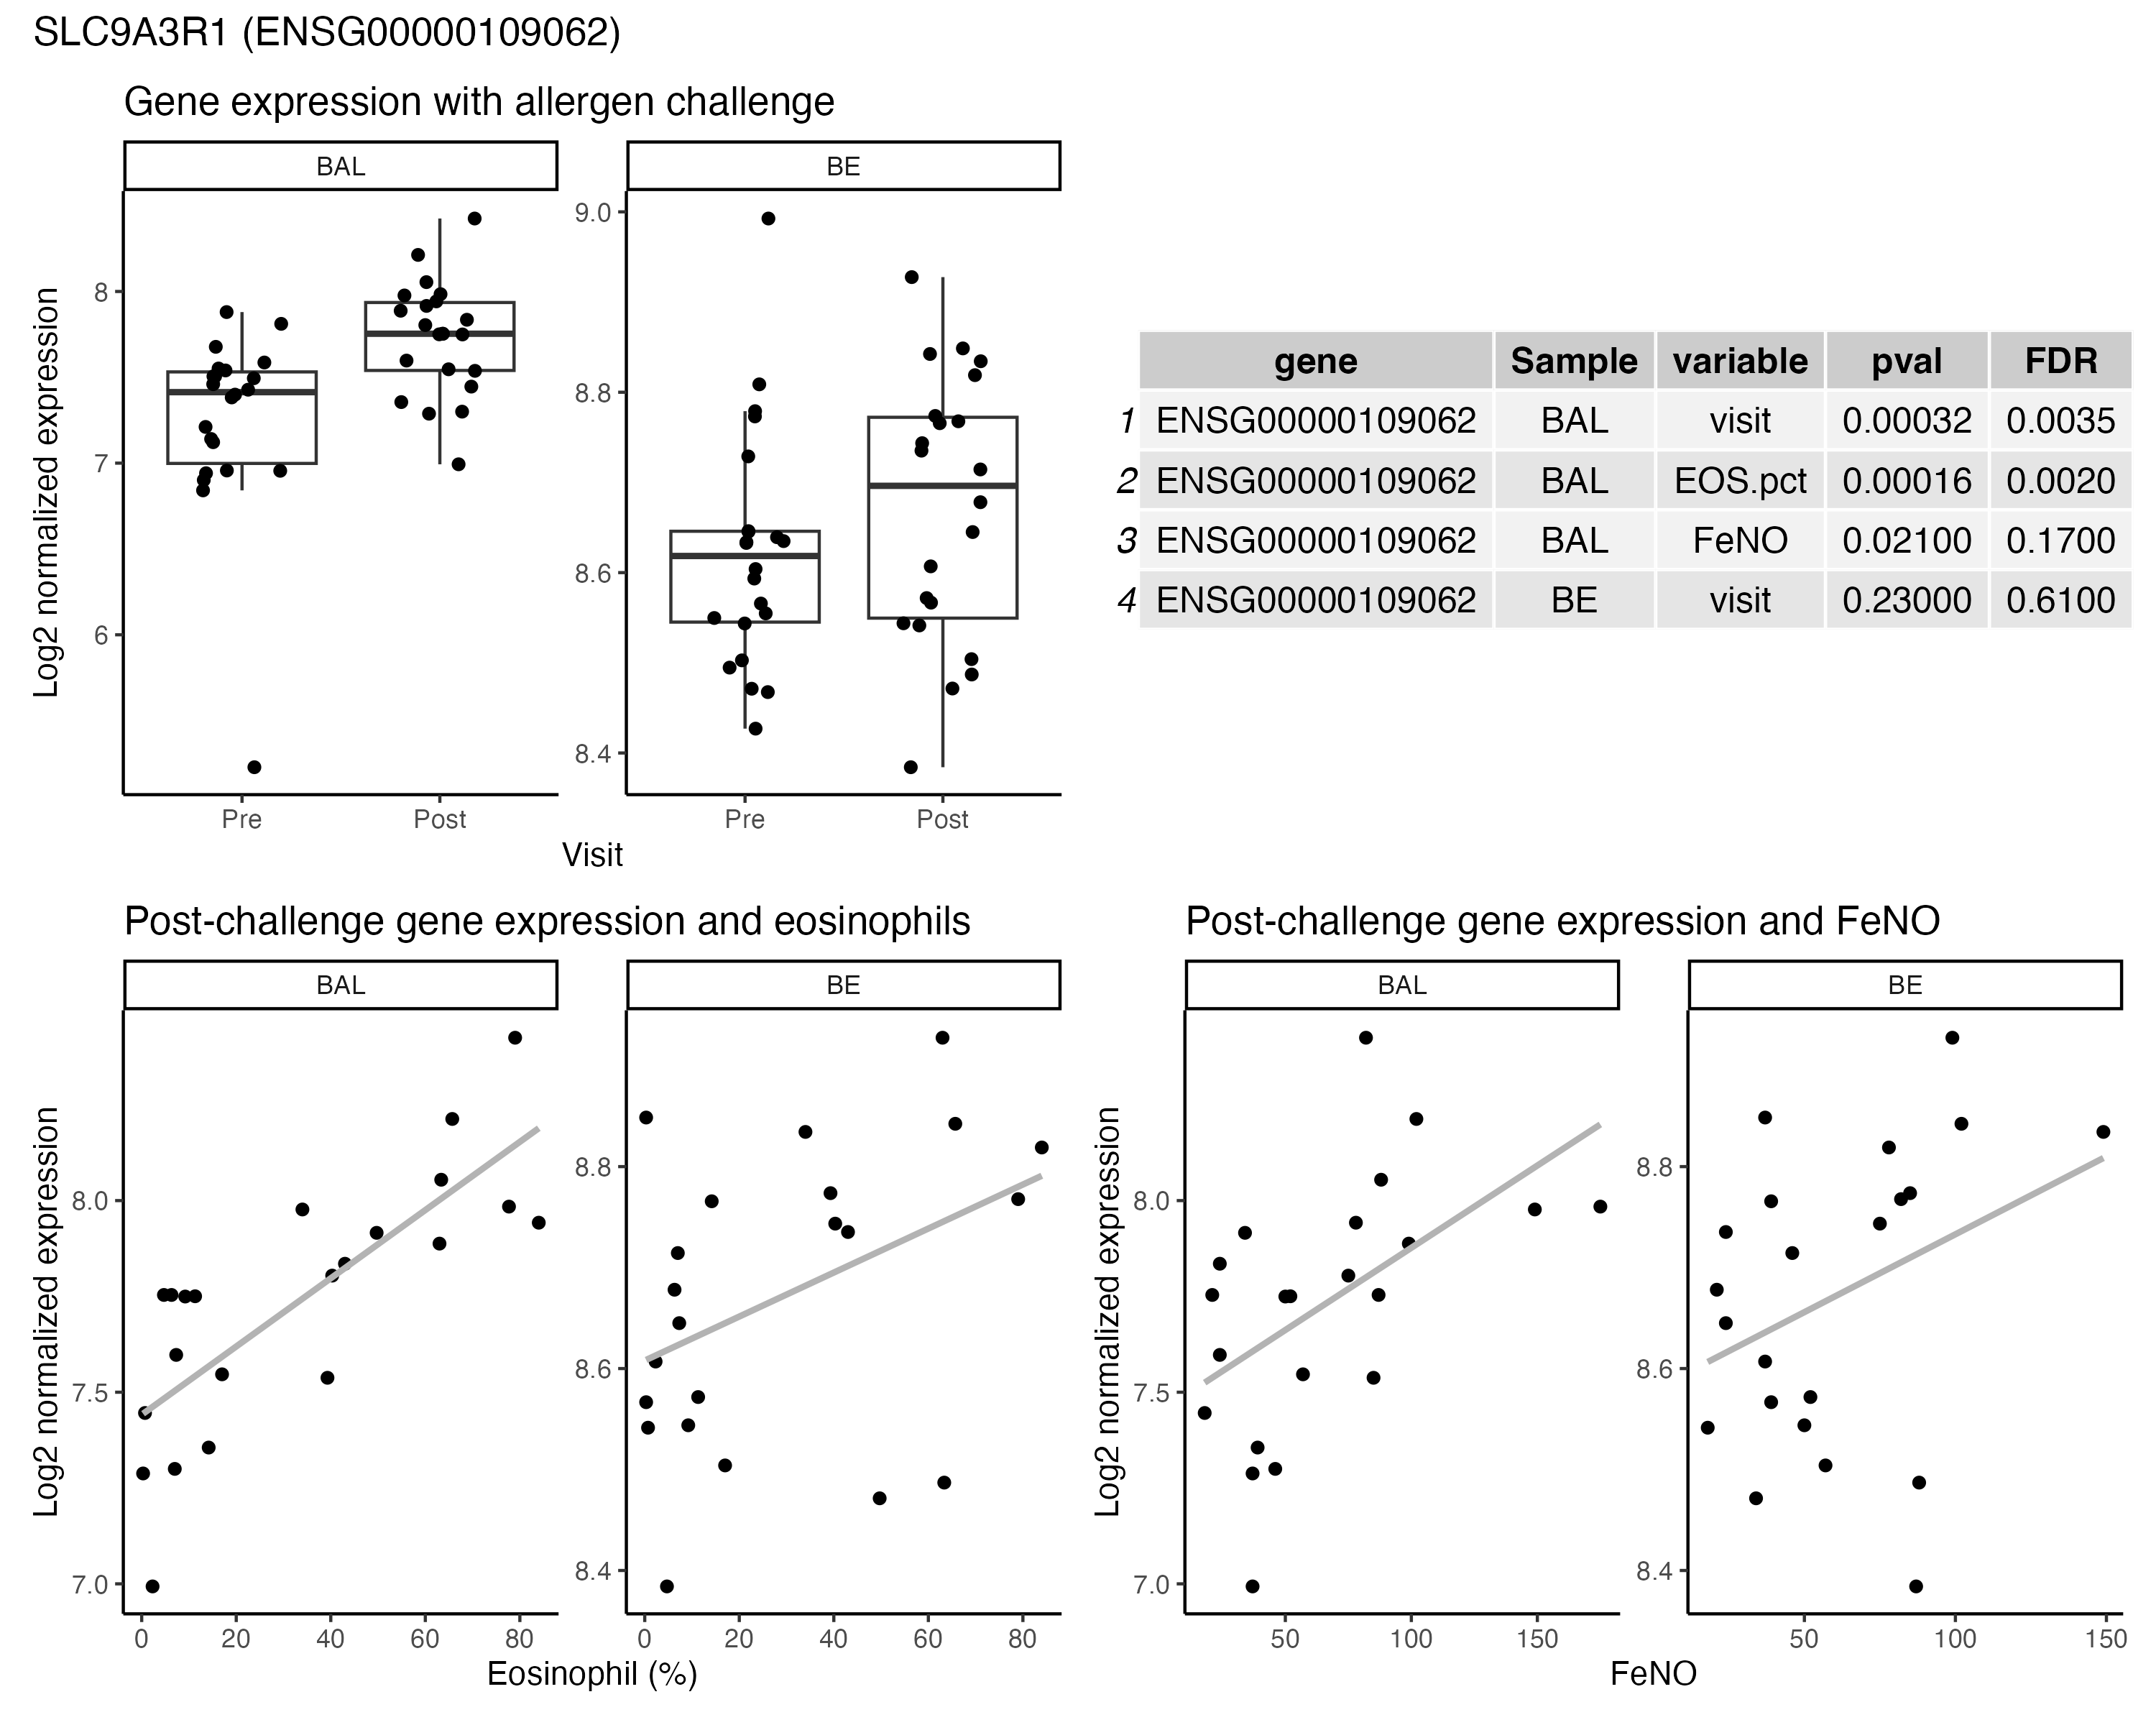 SLC9A3R1 (ENSG00000109062)
Gene expression with allergen challenge
BAL
BE
Log2 normalized expression
8
7
6
9.0
8.8
8.6
8.4
Pre
Post
Pre
Post
Visit
gene Sample variable pval FDR
1 ENSG00000109062 BAL visit 0.00032 0.0035
2 ENSG00000109062 BAL EOS.pct 0.00016 0.0020
3 ENSG00000109062 BAL FeNO 0.02100 0.1700
4 ENSG00000109062 BE visit 0.23000 0.6100
Post-challenge gene expression and eosinophils
BAL
BE
Log2 normalized expression
8.0
7.5
7.0
8.8
8.6
8.4
0 20 40 60 80
0 20 40 60 80
Eosinophil (%)
Post-challenge gene expression and FeNO
BAL
BE
Log2 normalized expression
8.0
7.5
7.0
8.8
8.6
8.4
50 100 150
50 100 150
FeNO